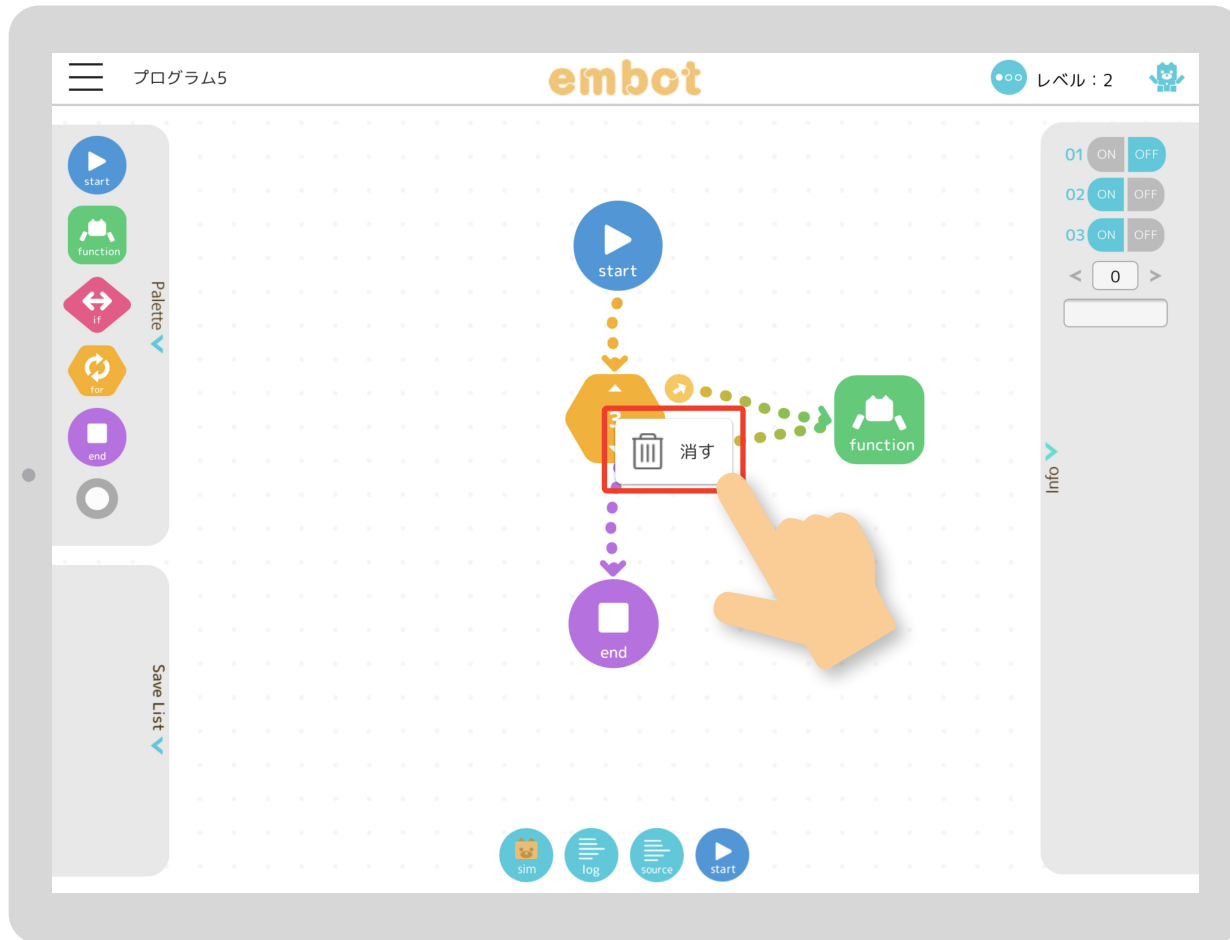 プログラム5
embot
レベル：2
start
function
if
for
end
Palette
Save List
start
3
消す
function
end
01 ON OFF
02 ON OFF
03 ON OFF
< 0 >
Info
sim
log
source
start